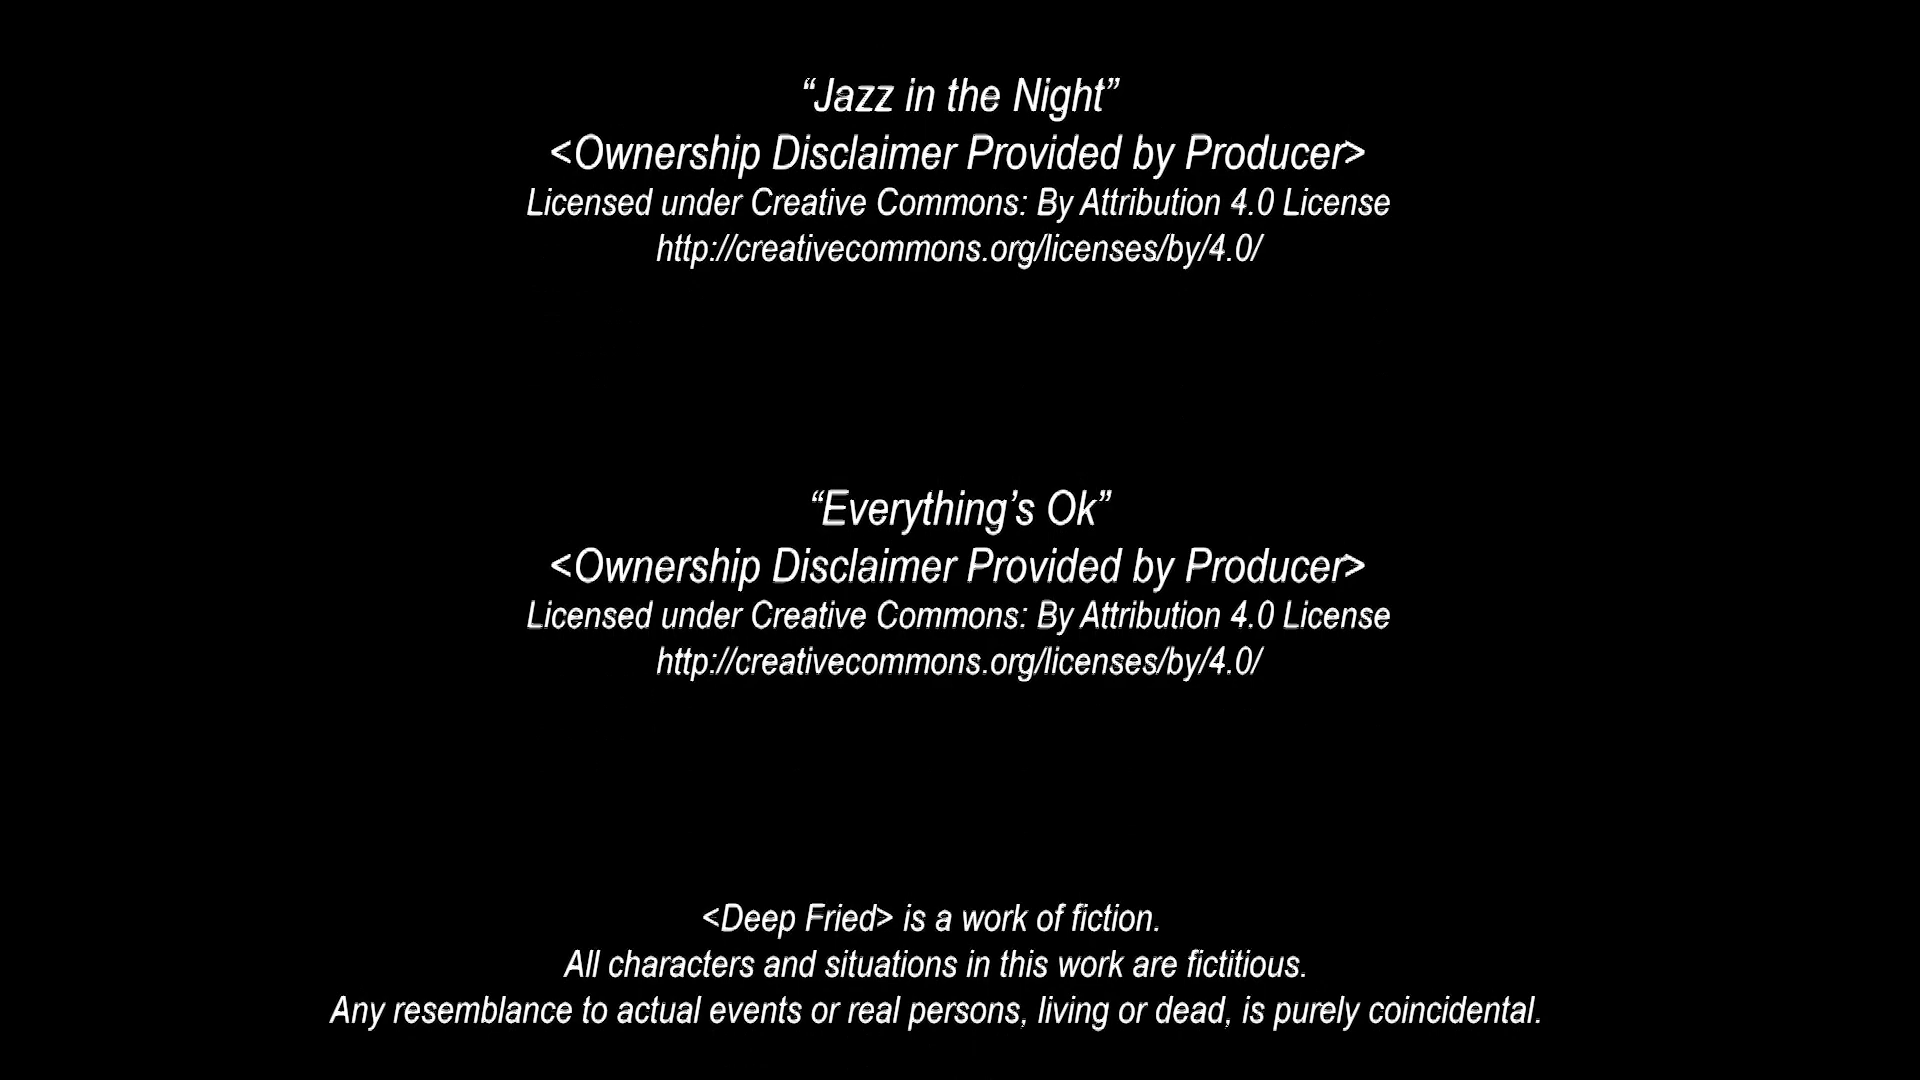 “Jazz in the Night”
<Ownership Disclaimer Provided by Producer>
Licensed under Creative Commons: By Attribution 4.0 License
http://creativecommons.org/licenses/by/4.0/
“Everything’s Ok”
<Ownership Disclaimer Provided by Producer>
Licensed under Creative Commons: By Attribution 4.0 License
http://creativecommons.org/licenses/by/4.0/
<Deep Fried> is a work of fiction.
All characters and situations in this work are fictitious.
Any resemblance to actual events or real persons, living or dead, is purely coincidental.